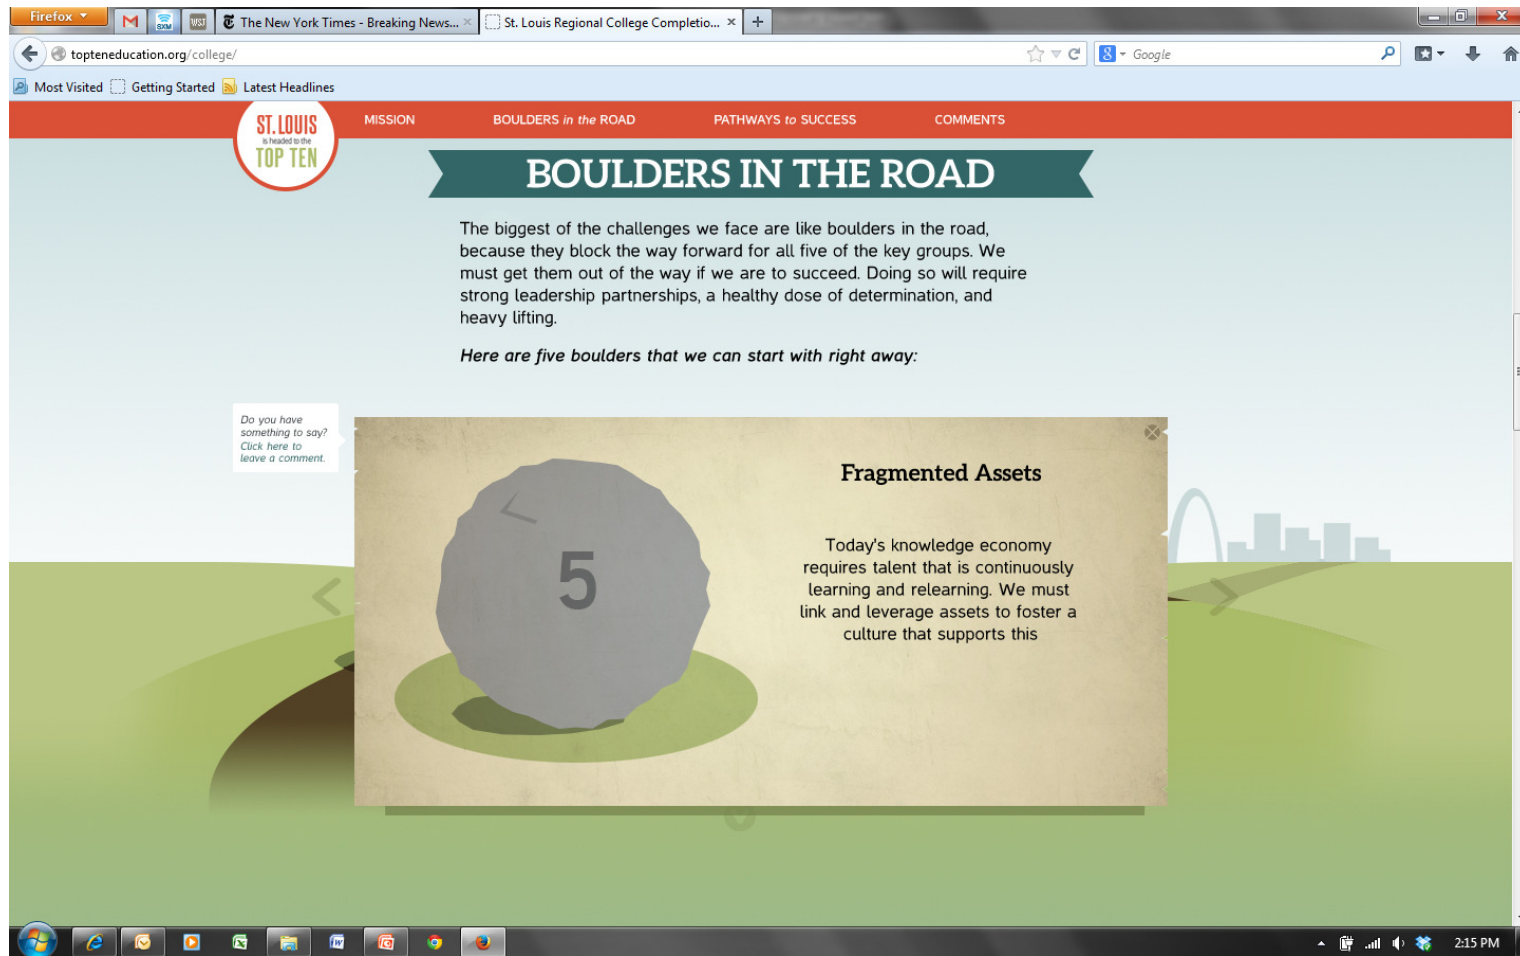 Firefox
SXM
WST
The New York Times - Breaking News...
St. Louis Regional College Completio...
topteneducation.org/college/
Google
Most Visited Getting Started Latest Headlines
ST. LOUIS
is headed to the
TOP TEN
MISSION BOULDERS in the ROAD PATHWAYS to SUCCESS COMMENTS
BOULDERS IN THE ROAD
The biggest of the challenges we face are like boulders in the road,
because they block the way forward for all five of the key groups. We
must get them out of the way if we are to succeed. Doing so will require
strong leadership partnerships, a healthy dose of determination, and
heavy lifting.
Here are five boulders that we can start with right away:
Do you have
something to say?
Click here to
leave a comment.
5
Fragmented Assets
Today's knowledge economy
requires talent that is continuously
learning and relearning. We must
link and leverage assets to foster a
culture that supports this
2:15 PM